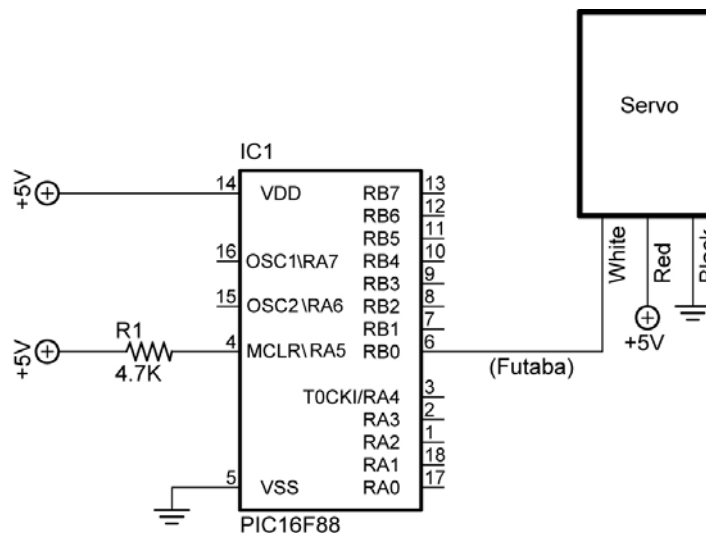 Servo
White
Red
Black
+5V
(Futaba)
IC1
+5V
14 VDD
16 OSC1\RA7
15 OSC2\RA6
+5V
R1
4.7K
4 MCLR\RA5
5 VSS
RB7 13
RB6 12
RB5 11
RB4 10
RB3 9
RB2 8
RB1 7
RB0 6
T0CKI/RA4 3
RA3 2
RA2 1
RA1 18
RA0 17
PIC16F88